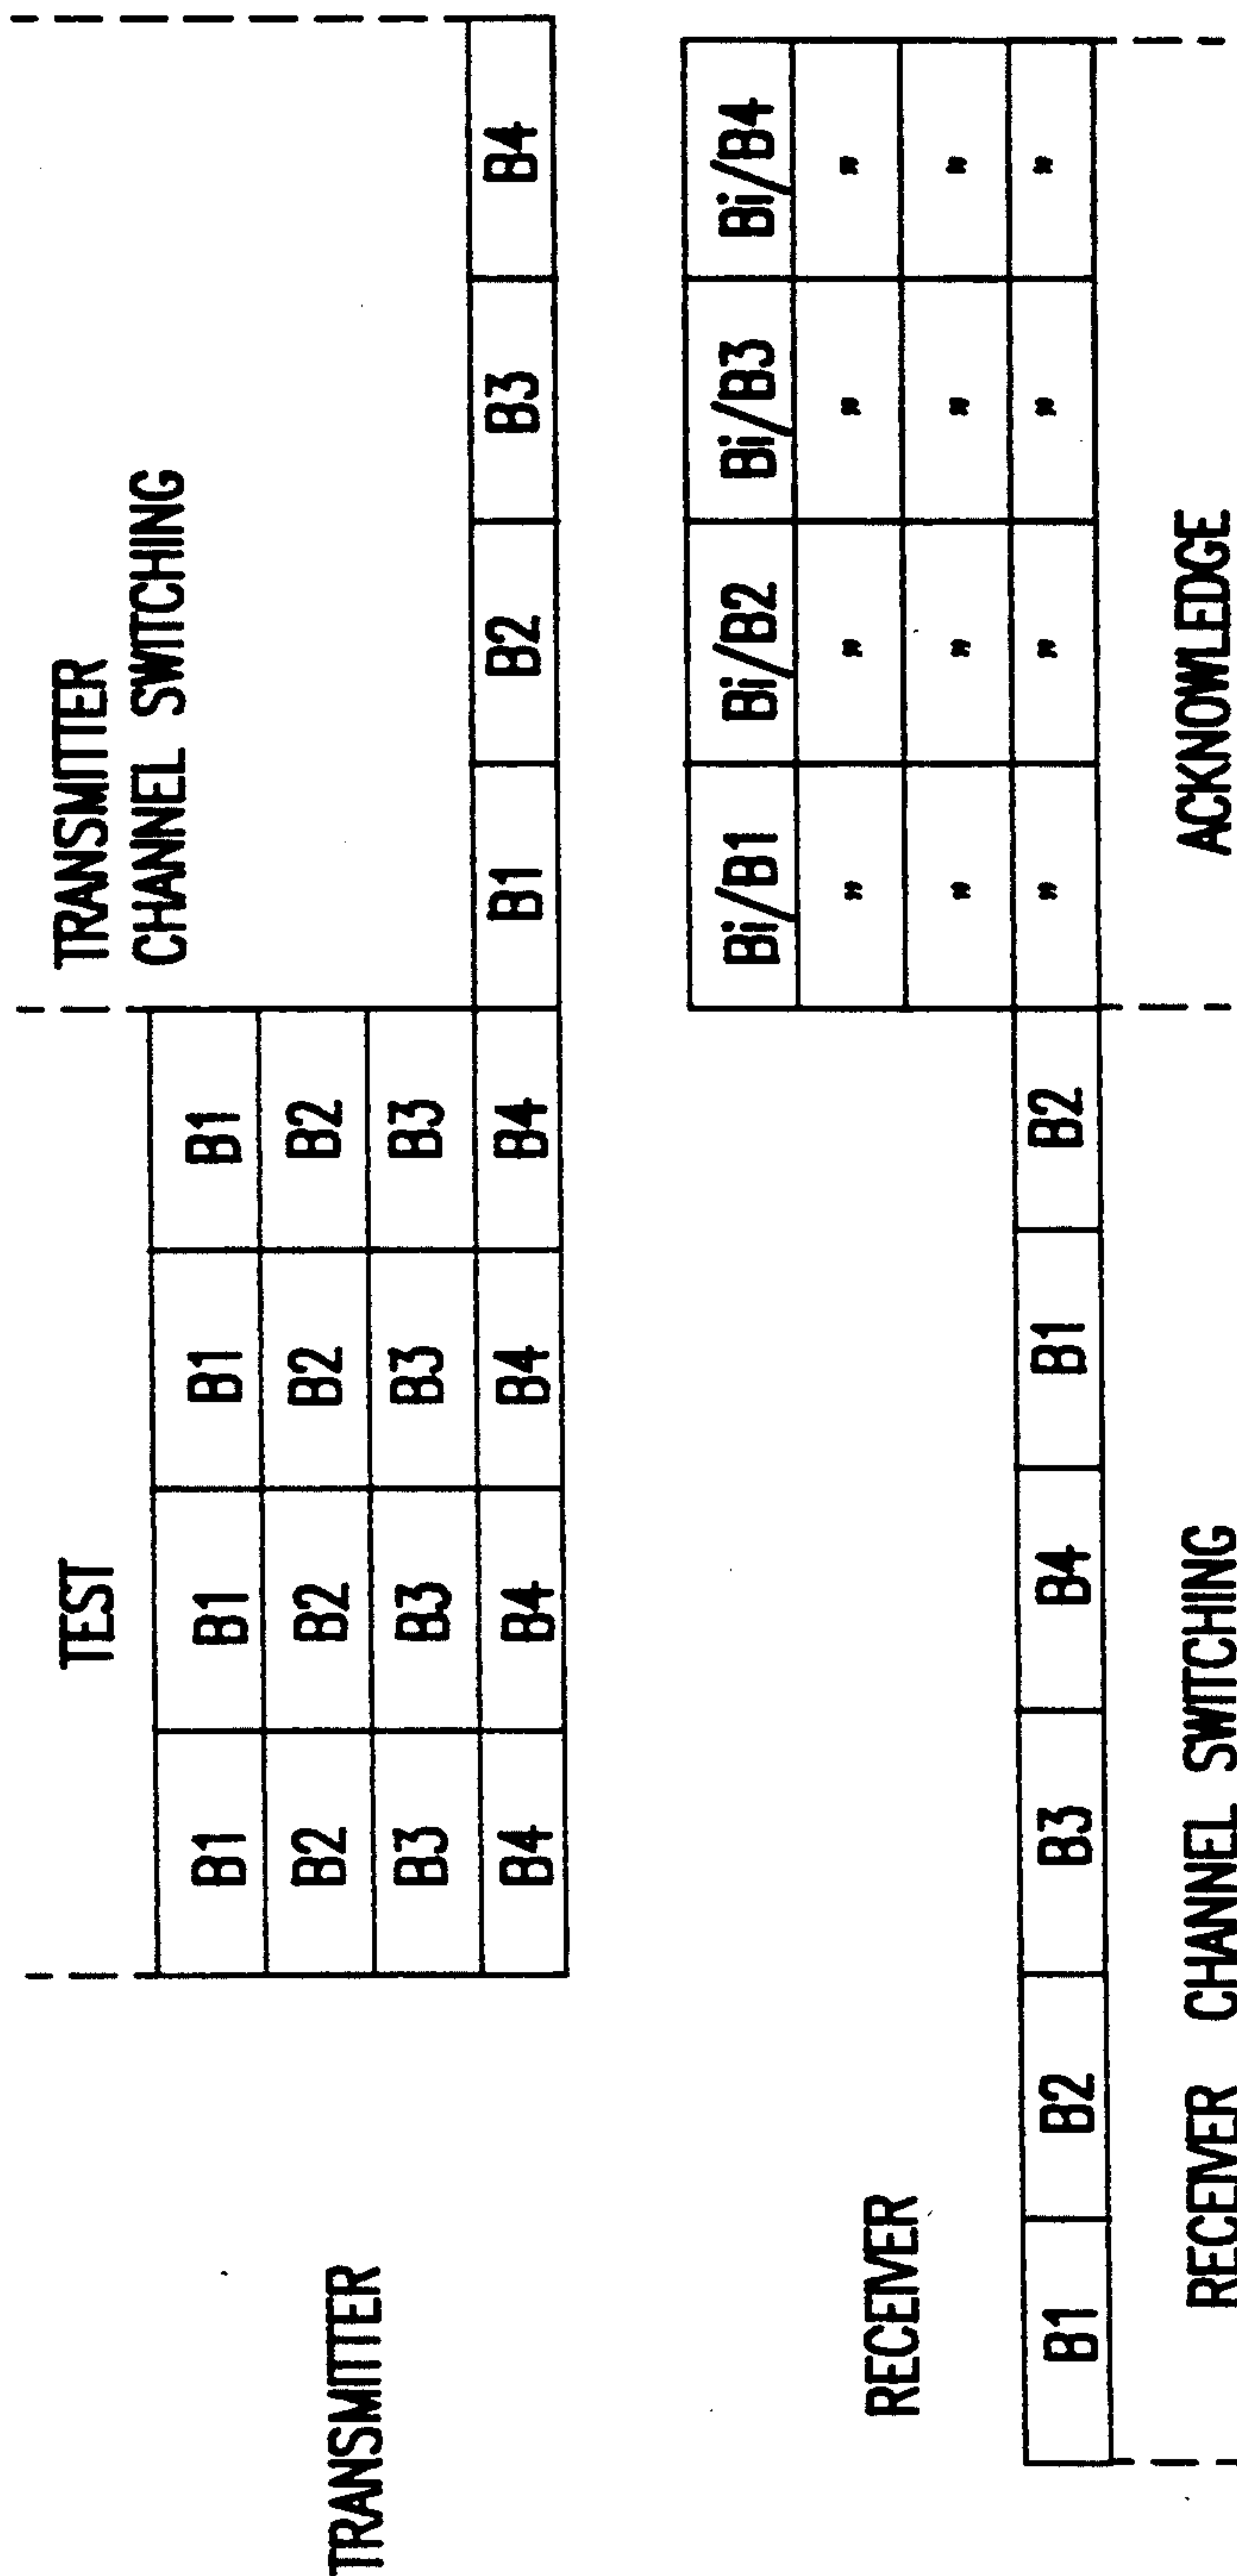 TEST
TRANSMITTER
CHANNEL SWITCHING
TRANSMITTER
B1 B1 B1 B1
B2 B2 B2 B2
B3 B3 B3 B3
B4 B4 B4 B4 B1 B2 B3 B4
RECEIVER
Bi/B1 Bi/B2 Bi/B3 Bi/B4
" " " "
" " " "
B1 B2 B3 B4 B1 B2 " " " "
RECEIVER CHANNEL SWITCHING
ACKNOWLEDGE